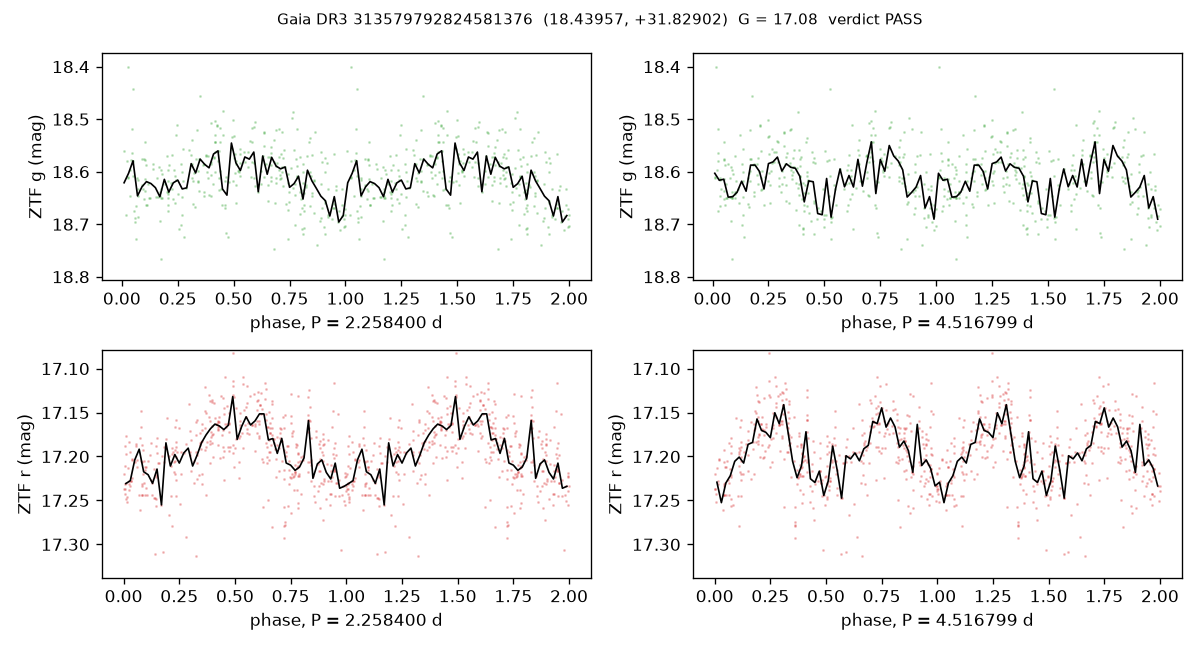 Gaia DR3 313579792824581376 (18.43957, +31.82902) G = 17.08 verdict PASS
ZTF g (mag)
18.4
18.5
18.6
18.7
18.8
0.00 0.25 0.50 0.75 1.00 1.25 1.50 1.75 2.00
phase, P = 2.258400 d
ZTF g (mag)
18.4
18.5
18.6
18.7
18.8
0.00 0.25 0.50 0.75 1.00 1.25 1.50 1.75 2.00
phase, P = 4.516799 d
ZTF r (mag)
17.10
17.15
17.20
17.25
17.30
0.00 0.25 0.50 0.75 1.00 1.25 1.50 1.75 2.00
phase, P = 2.258400 d
ZTF r (mag)
17.10
17.15
17.20
17.25
17.30
0.00 0.25 0.50 0.75 1.00 1.25 1.50 1.75 2.00
phase, P = 4.516799 d